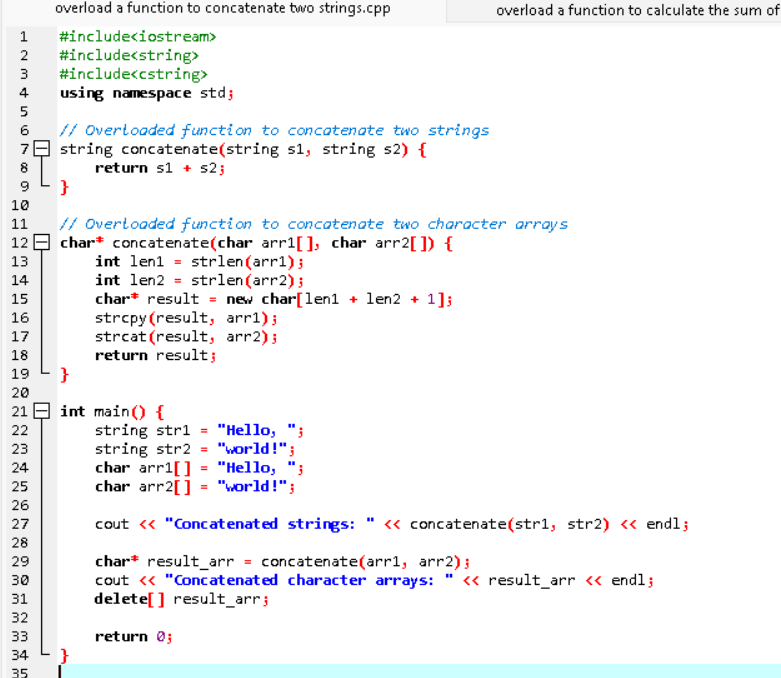 overload a function to concatenate two strings.cpp
overload a function to calculate the sum of
1 #include<iostream>
2 #include<string>
3 #include<cstring>
4 using namespace std;
5
6 // Overloaded function to concatenate two strings
7 string concatenate(string s1, string s2) {
8     return s1 + s2;
9 }
10
11 // Overloaded function to concatenate two character arrays
12 char* concatenate(char arr1[], char arr2[]) {
13     int len1 = strlen(arr1);
14     int len2 = strlen(arr2);
15     char* result = new char[len1 + len2 + 1];
16     strcpy(result, arr1);
17     strcat(result, arr2);
18     return result;
19 }
20
21 int main() {
22     string str1 = "Hello, ";
23     string str2 = "world!";
24     char arr1[] = "Hello, ";
25     char arr2[] = "world!";
26
27     cout << "Concatenated strings: " << concatenate(str1, str2) << endl;
28
29     char* result_arr = concatenate(arr1, arr2);
30     cout << "Concatenated character arrays: " << result_arr << endl;
31     delete[] result_arr;
32
33     return 0;
34 }
35